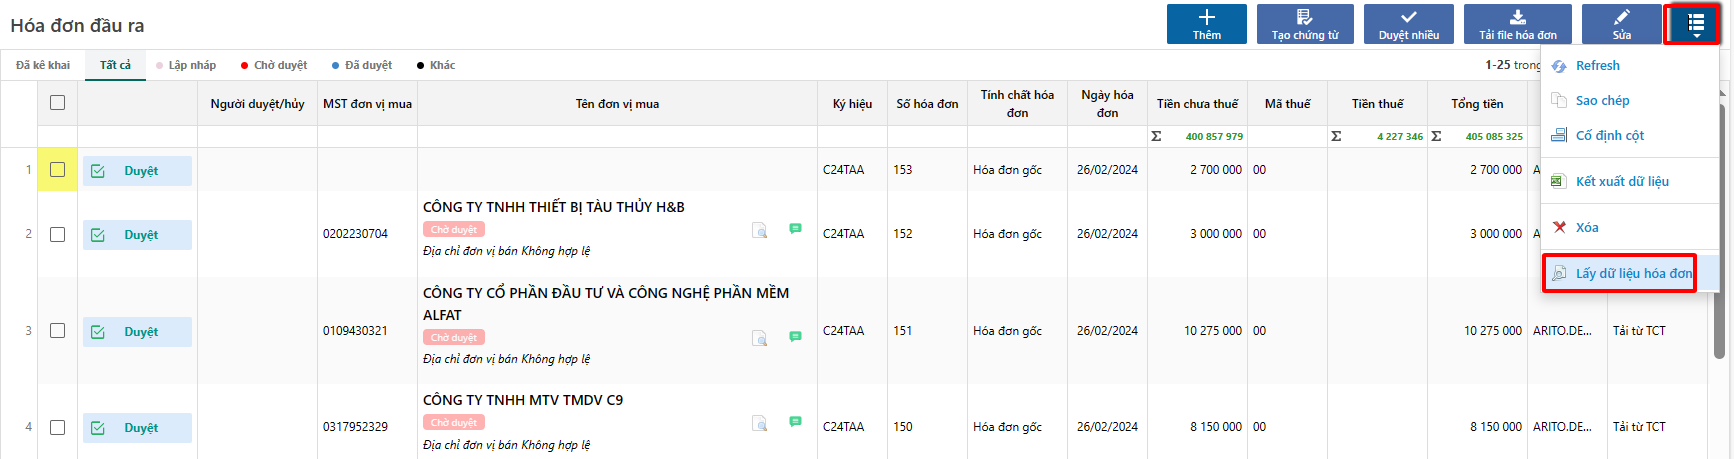 Hóa đơn đầu ra
Thêm
Tạo chứng từ
Duyệt nhiều
Tải file hóa đơn
Sửa
Đã kê khai
Tất cả
Lập nháp
Chờ duyệt
Đã duyệt
Khác
1-25 trong
Refresh
Sao chép
Cố định cột
Kết xuất dữ liệu
Xóa
Lấy dữ liệu hóa đơn
Người duyệt/hủy
MST đơn vị mua
Tên đơn vị mua
Ký hiệu
Số hóa đơn
Tính chất hóa
đơn
Ngày hóa
đơn
Tiền chưa thuế
Mã thuế
Tiền thuế
Tổng tiền
Σ 400 857 979
Σ 4 227 346
Σ 405 085 325
1 Duyệt C24TAA 153 Hóa đơn gốc 26/02/2024 2 700 000 00 2 700 000
CÔNG TY TNHH THIẾT BỊ TÀU THỦY H&B
Chờ duyệt
2 Duyệt 0202230704 C24TAA 152 Hóa đơn gốc 26/02/2024 3 000 000 00 3 000 000
Địa chỉ đơn vị bán Không hợp lệ
CÔNG TY CỔ PHẦN ĐẦU TƯ VÀ CÔNG NGHỆ PHẦN MỀM
ALFAT
3 Duyệt 0109430321 C24TAA 151 Hóa đơn gốc 26/02/2024 10 275 000 00 10 275 000 ARITO.DE... Tải từ TCT
Chờ duyệt
Địa chỉ đơn vị bán Không hợp lệ
CÔNG TY TNHH MTV TMDV C9
Chờ duyệt
4 Duyệt 0317952329 C24TAA 150 Hóa đơn gốc 26/02/2024 8 150 000 00 8 150 000 ARITO.DE... Tải từ TCT
Địa chỉ đơn vị bán Không hợp lệ